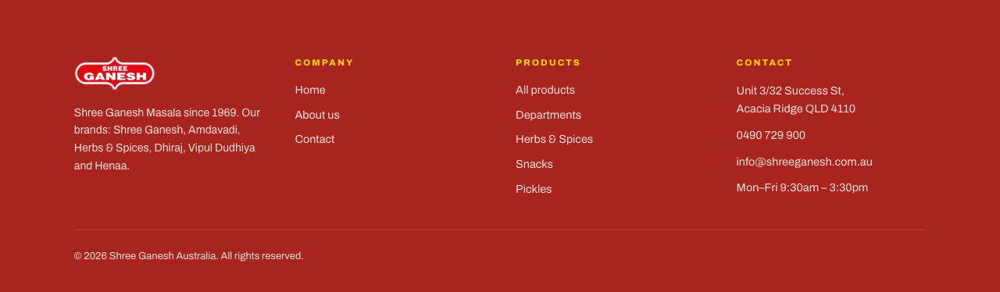 SHREE
GANESH
Shree Ganesh Masala since 1969. Our
brands: Shree Ganesh, Amdavadi,
Herbs & Spices, Dhiraj, Vipul Dudhiya
and Henaa.
COMPANY
Home
About us
Contact
PRODUCTS
All products
Departments
Herbs & Spices
Snacks
Pickles
CONTACT
Unit 3/32 Success St,
Acacia Ridge QLD 4110
0490 729 900
info@shreeganesh.com.au
Mon–Fri 9:30am – 3:30pm
© 2026 Shree Ganesh Australia. All rights reserved.